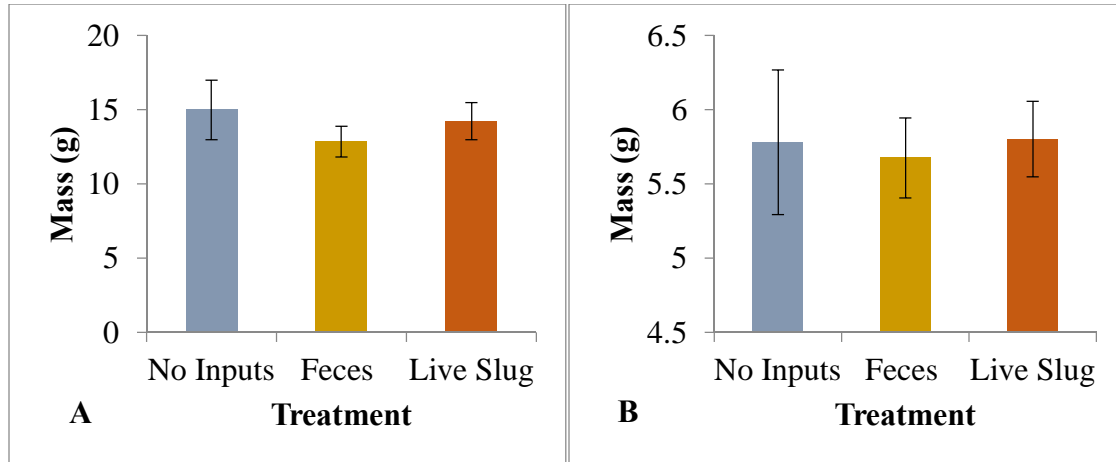 20
15
10
5
0
Mass (g)
No Inputs Feces Live Slug
A Treatment
6.5
6
5.5
5
4.5
Mass (g)
No Inputs Feces Live Slug
B Treatment